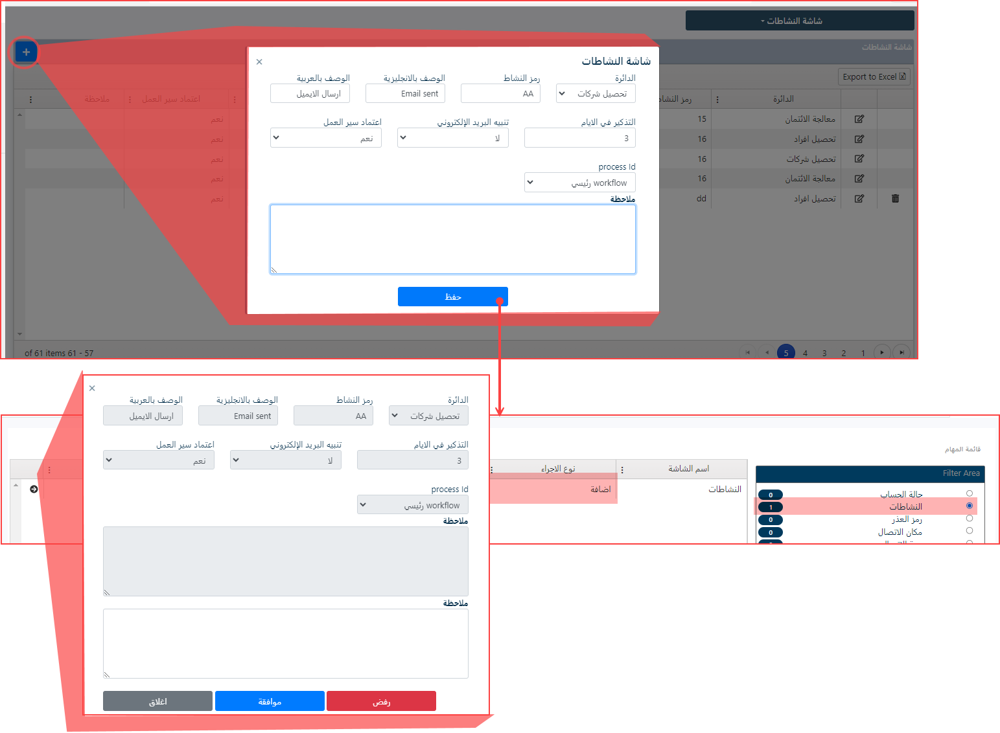 شاشة النشاطات
شاشة النشاطات
+
Export to Excel
الدائرة
رمز النشاط
اعتماد سير العمل
ملاحظة
معالجة الائتمان
15
نعم
تحصيل افراد
16
نعم
تحصيل شركات
16
نعم
معالجة الائتمان
16
نعم
تحصيل افراد
dd
نعم
of 61 items 61 - 57
5 4 3 2 1
شاشة النشاطات
×
الدائرة
رمز النشاط
الوصف بالانجليزية
الوصف بالعربية
تحصيل شركات
AA
Email sent
ارسال الايميل
التذكير في الايام
تنبيه البريد الإلكتروني
اعتماد سير العمل
3
لا
نعم
process Id
workflow رئيسي
ملاحظة
حفظ
قائمة المهام
Filter Area
حالة الحساب 0
النشاطات 1
رمز العذر 0
مكان الاتصال 0
اسم الشاشة
نوع الاجراء
النشاطات
اضافة
×
الدائرة
رمز النشاط
الوصف بالانجليزية
الوصف بالعربية
تحصيل شركات
AA
Email sent
ارسال الايميل
التذكير في الايام
تنبيه البريد الإلكتروني
اعتماد سير العمل
3
لا
نعم
process Id
workflow رئيسي
ملاحظة
ملاحظة
رفض
موافقة
اغلاق